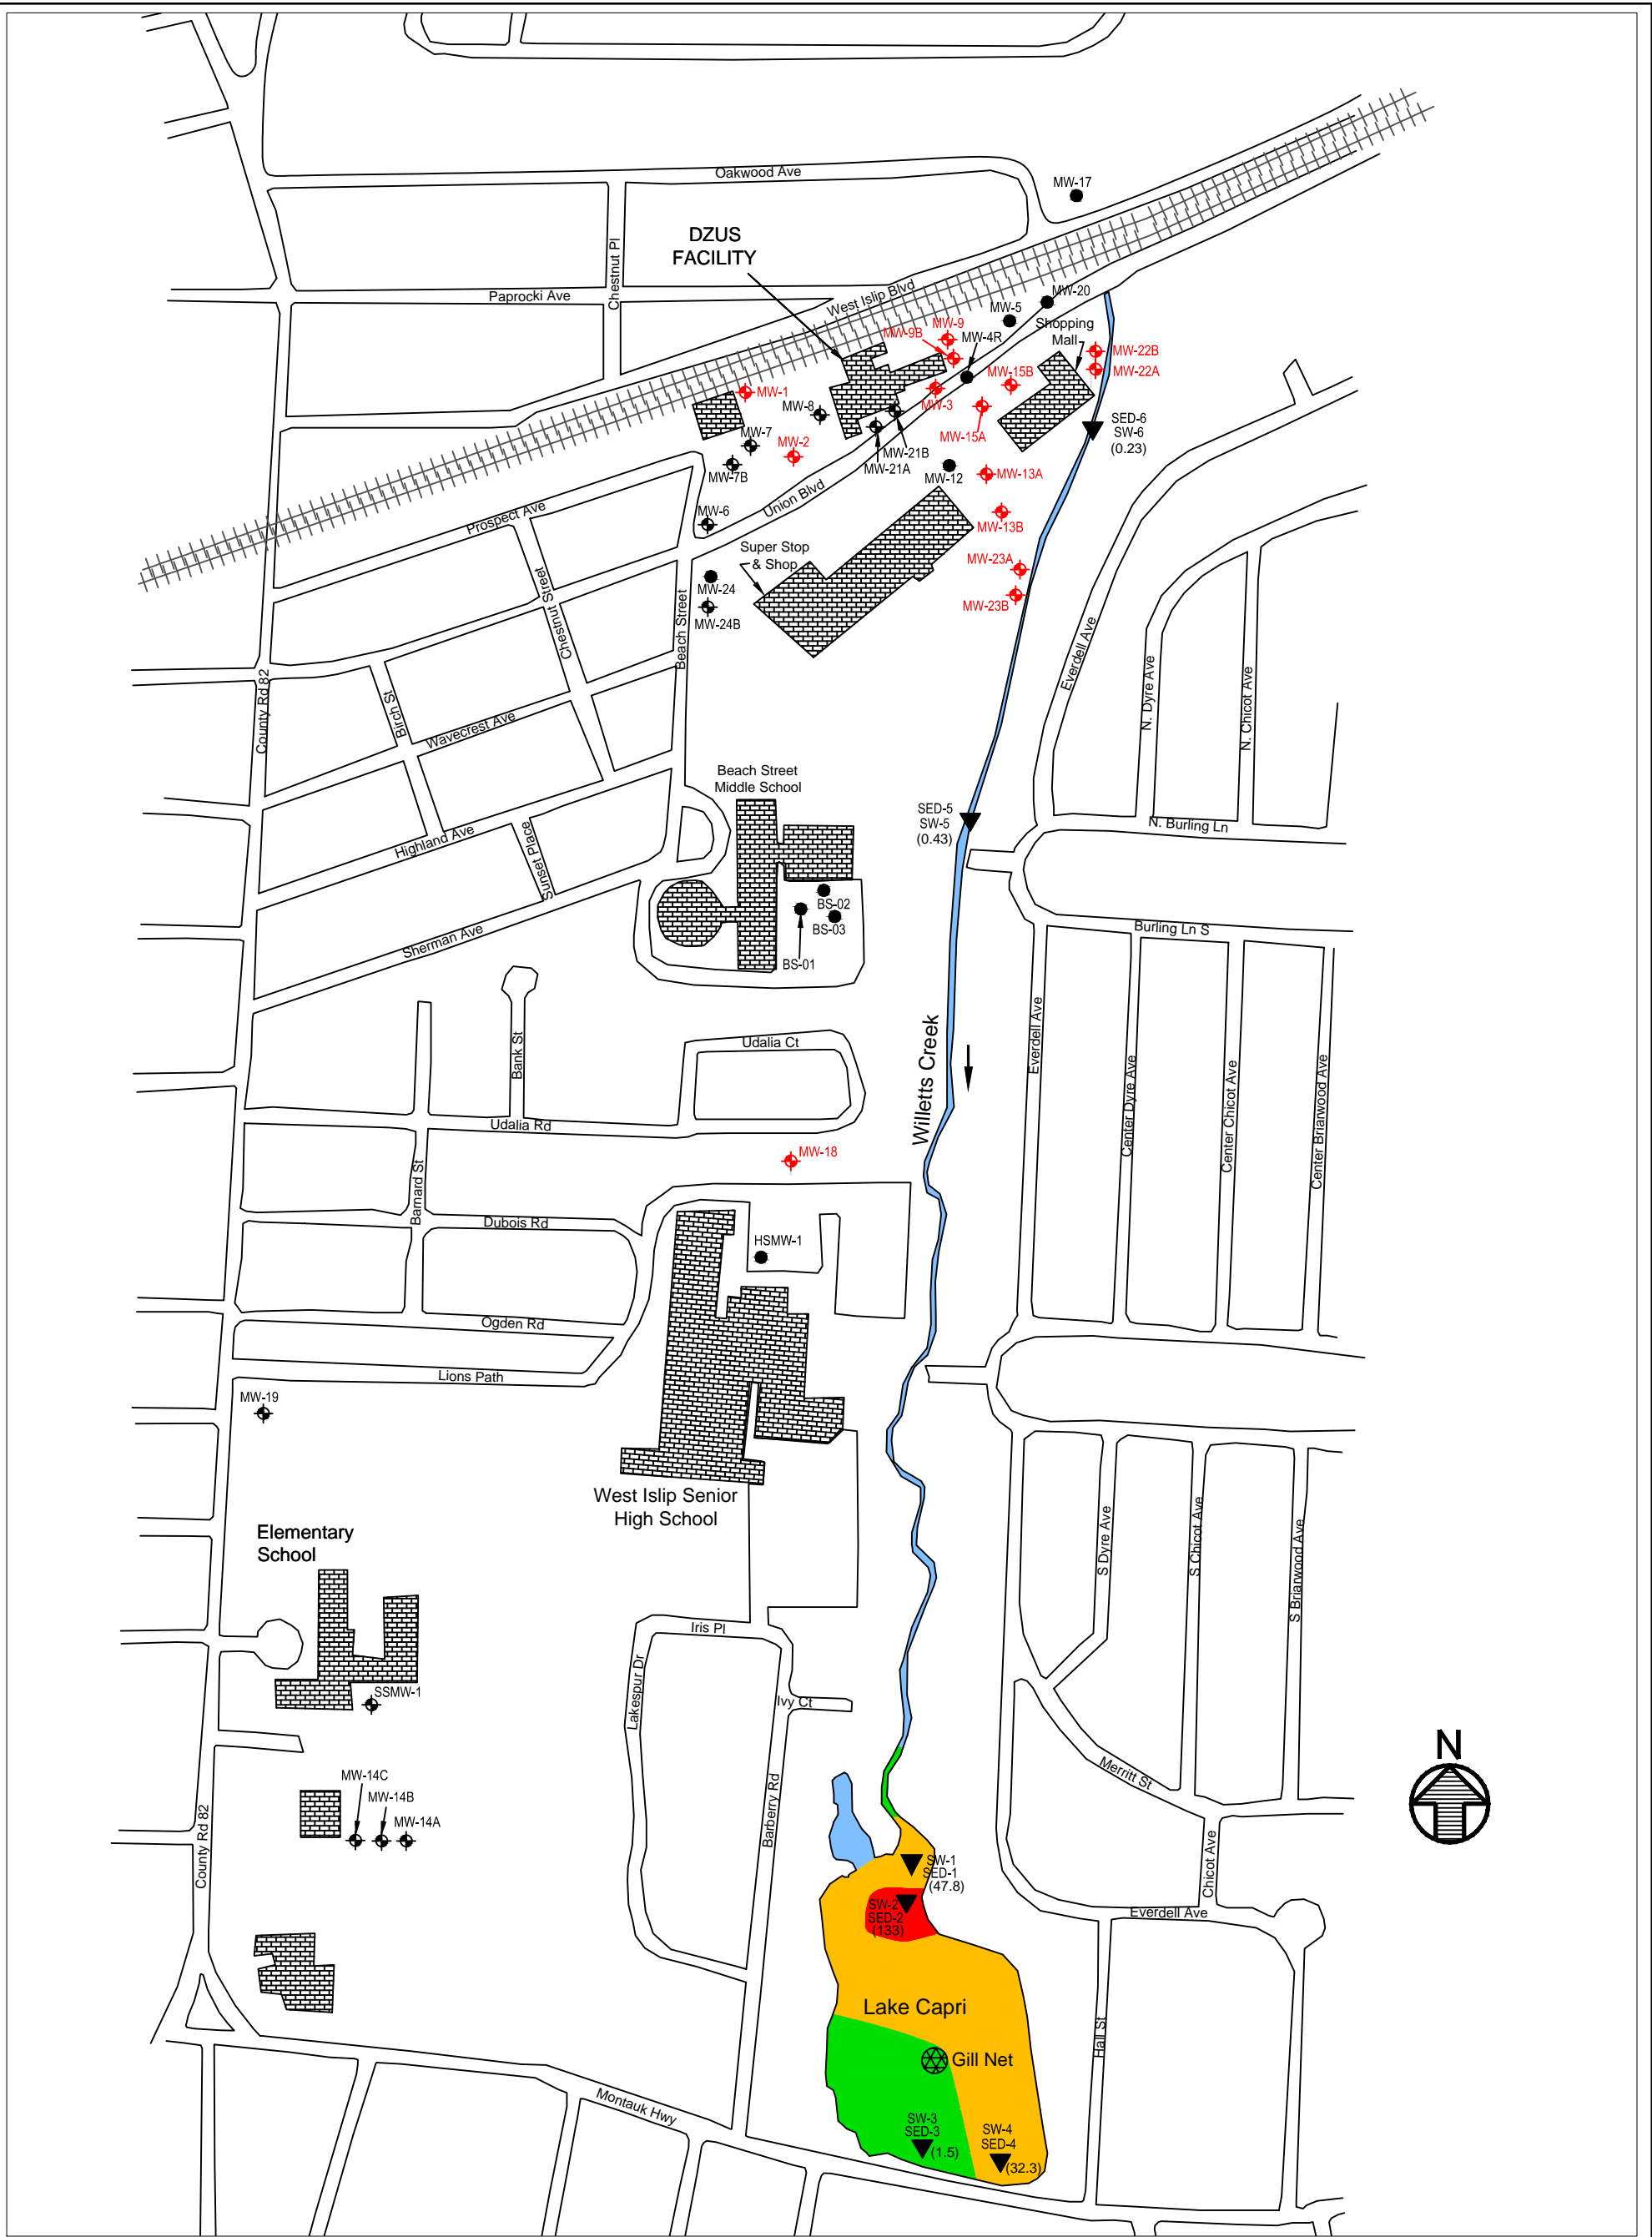 Oakwood Ave
MW-17
DZUS
FACILITY
Chestnut Pl
Paprocki Ave
West Islip Blvd
MW-20
MW-5
MW-9
MW-9B
MW-4R
Shopping
Mall
MW-22B
MW-22A
MW-15B
MW-1
MW-3
MW-8
MW-15A
SED-6
SW-6
(0.23)
MW-7
MW-2
MW-21B
MW-21A
MW-7B
MW-12
MW-13A
Union Blvd
Prospect Ave
MW-6
MW-13B
Super Stop
& Shop
MW-23A
MW-24
MW-23B
MW-24B
Chestnut Street
Beach Street
Everdell Ave
N. Dyre Ave
N. Chicot Ave
County Rd 82
Birch St
Wavecrest Ave
Beach Street
Middle School
SED-5
SW-5
(0.43)
N. Burling Ln
Highland Ave
Sunset Place
BS-02
BS-03
BS-01
Burling Ln S
Sherman Ave
Willetts Creek
Everdell Ave
Bank St
Udalia Ct
Center Dyre Ave
Center Chicot Ave
Center Briarwood Ave
Udalia Rd
MW-18
Barnard St
Dubois Rd
HSMW-1
Ogden Rd
Lions Path
MW-19
West Islip Senior
High School
Elementary
School
S Dyre Ave
S Chicot Ave
S Briarwood Ave
Iris Pl
Lakespur Dr
SSMW-1
Ivy Ct
N
Merritt St
MW-14C
MW-14B
MW-14A
Barberry Rd
County Rd 82
SW-1
SED-1
(47.8)
Chicot Ave
SW-2
SED-2
(133)
Everdell Ave
Lake Capri
Hall St
Gill Net
Montauk Hwy
SW-3
SED-3
(1.5)
SW-4
SED-4
(32.3)